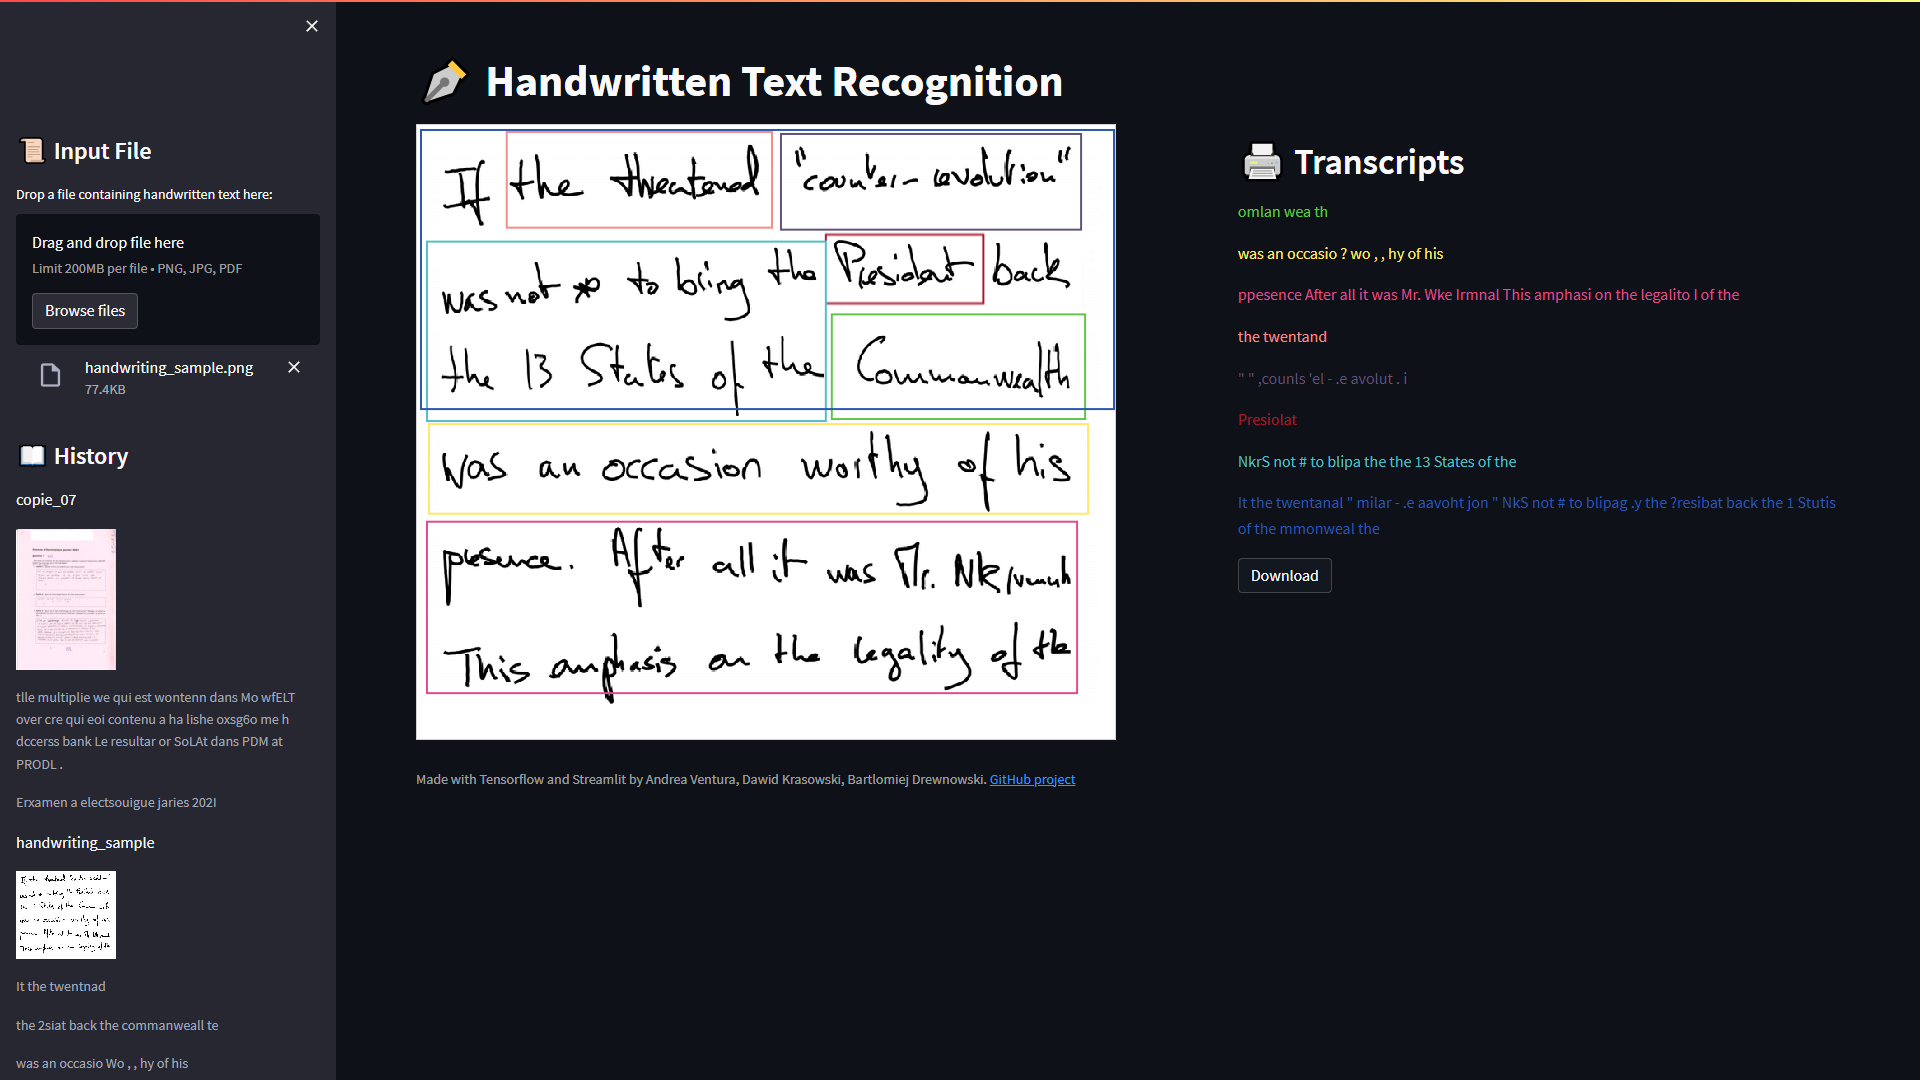 Input File
Drop a file containing handwritten text here:
Drag and drop file here
Limit 200MB per file • PNG, JPG, PDF
Browse files
handwriting_sample.png
77.4KB
History
copie_07
tlle multiplie we qui est wontenn dans Mo wfELT
over cre qui eoi contenu a ha lishe oxsg6o me h
dccerss bank Le resultar or SoLAt dans PDM at
PRODL .
Erxamen a electsouigue jaries 202I
handwriting_sample
It the twentnad
the 2siat back the commanweall te
was an occasio Wo , , hy of his
Handwritten Text Recognition
If the threatened "counter-revolution"
was not to bring the President back
the 13 States of the Commonwealth
was an occasion worthy of his
presence. After all it was Mr. Nkrumah
This emphasis on the legality of the
Made with Tensorflow and Streamlit by Andrea Ventura, Dawid Krasowski, Bartlomiej Drewnowski. GitHub project
Transcripts
omlan wea th
was an occasio ? wo , , hy of his
ppesence After all it was Mr. Wke Irmnal This amphasi on the legalito I of the
the twentand
" " ,counls 'el - .e avolut . i
Presiolat
NkrS not # to blipa the the 13 States of the
It the twentanal " milar - .e aavoht jon " NkS not # to blipag .y the ?resibat back the 1 Stutis
of the mmonweal the
Download